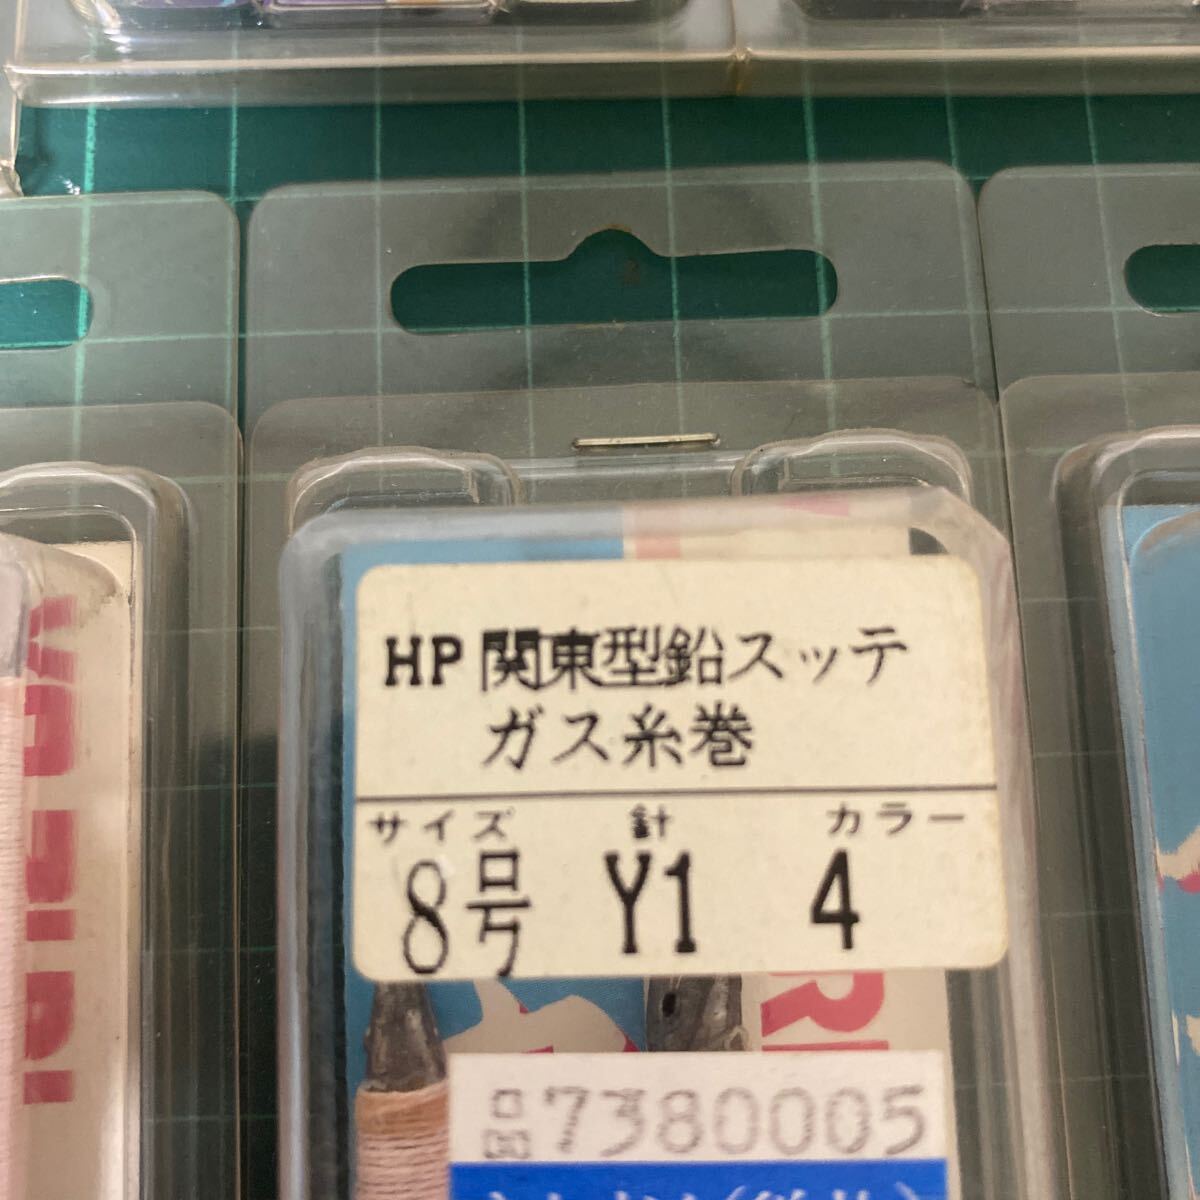 HP 関東型鉛スッテ
ガス糸巻
サイズ 針 カラー
8号 Y1 4
RI
品7380005